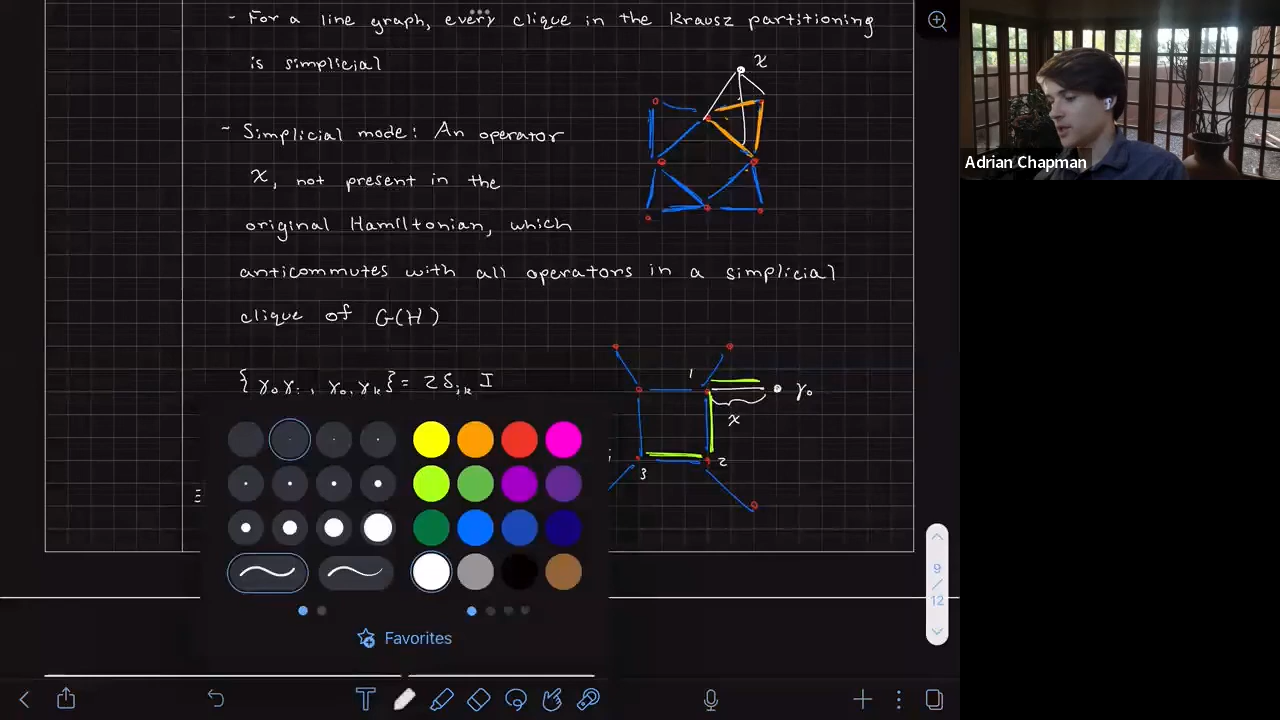 - For a line graph, every clique in the Krausz partitioning
is simplicial
χ
- Simplicial mode: An operator
χ, not present in the
original Hamiltonian, which
anticommutes with all operators in a simplicial
clique of G(H)
{ γ₀γⱼ, γ₀γₖ} = 2δⱼₖ I
1
γ₀
χ
2
3
Favorites
9
/
12
T
Adrian Chapman